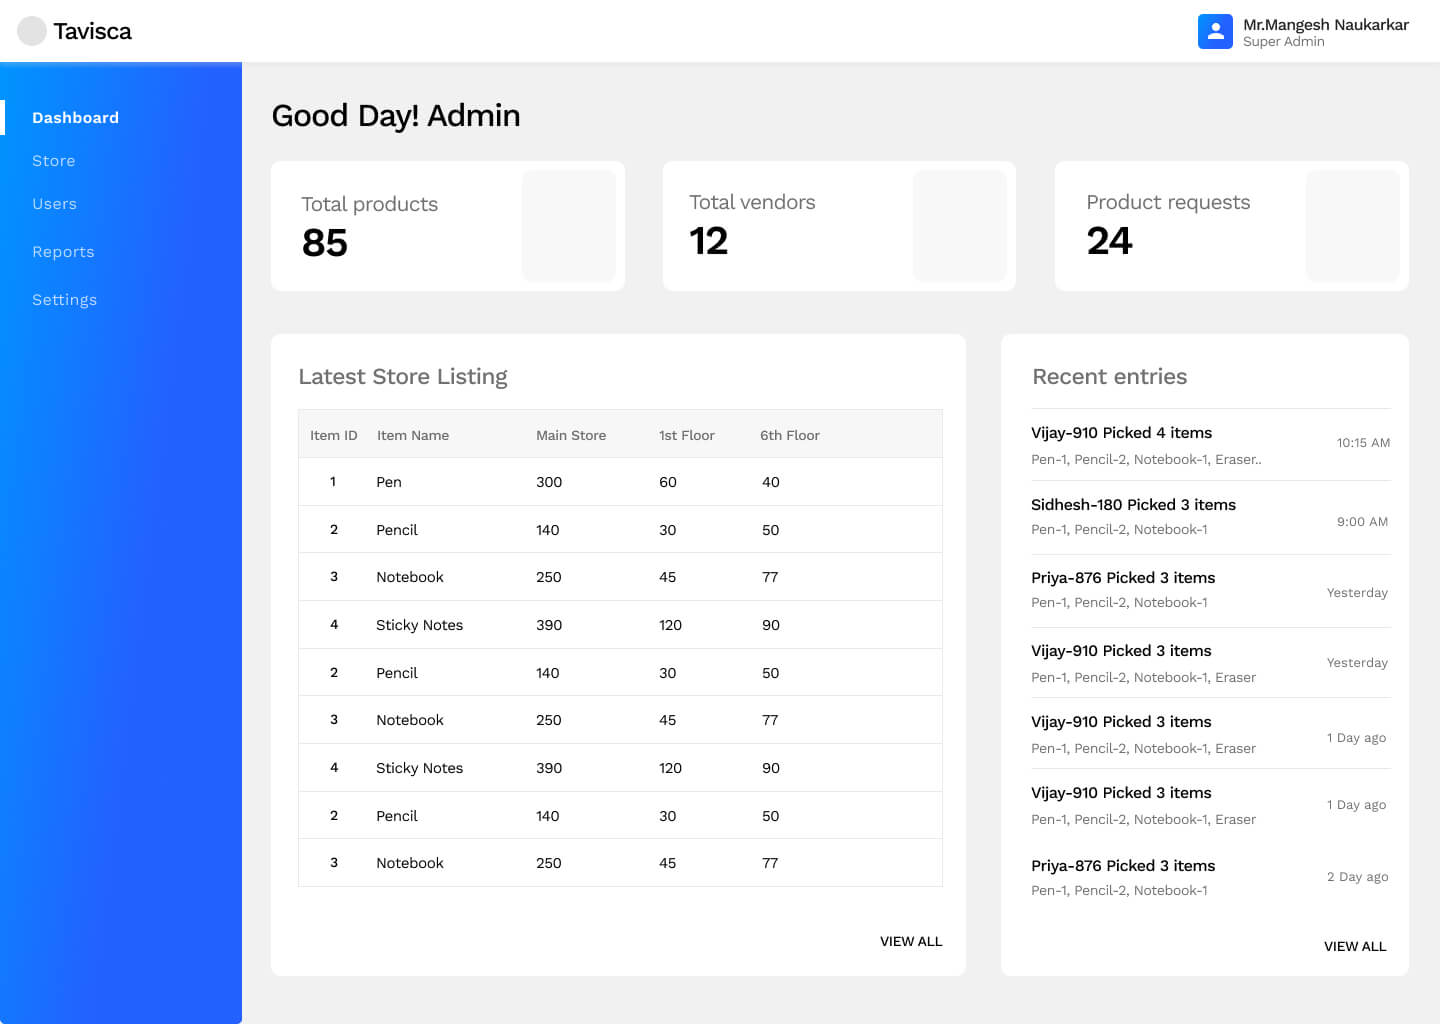 Tavisca
Mr.Mangesh Naukarkar
Super Admin
Dashboard
Store
Users
Reports
Settings
Good Day! Admin
Total products
85
Total vendors
12
Product requests
24
Latest Store Listing
Item ID Item Name Main Store 1st Floor 6th Floor
1 Pen 300 60 40
2 Pencil 140 30 50
3 Notebook 250 45 77
4 Sticky Notes 390 120 90
2 Pencil 140 30 50
3 Notebook 250 45 77
4 Sticky Notes 390 120 90
2 Pencil 140 30 50
3 Notebook 250 45 77
VIEW ALL
Recent entries
Vijay-910 Picked 4 items
10:15 AM
Pen-1, Pencil-2, Notebook-1, Eraser..
Sidhesh-180 Picked 3 items
9:00 AM
Pen-1, Pencil-2, Notebook-1
Priya-876 Picked 3 items
Yesterday
Pen-1, Pencil-2, Notebook-1
Vijay-910 Picked 3 items
Yesterday
Pen-1, Pencil-2, Notebook-1, Eraser
Vijay-910 Picked 3 items
1 Day ago
Pen-1, Pencil-2, Notebook-1, Eraser
Vijay-910 Picked 3 items
1 Day ago
Pen-1, Pencil-2, Notebook-1, Eraser
Priya-876 Picked 3 items
2 Day ago
Pen-1, Pencil-2, Notebook-1
VIEW ALL